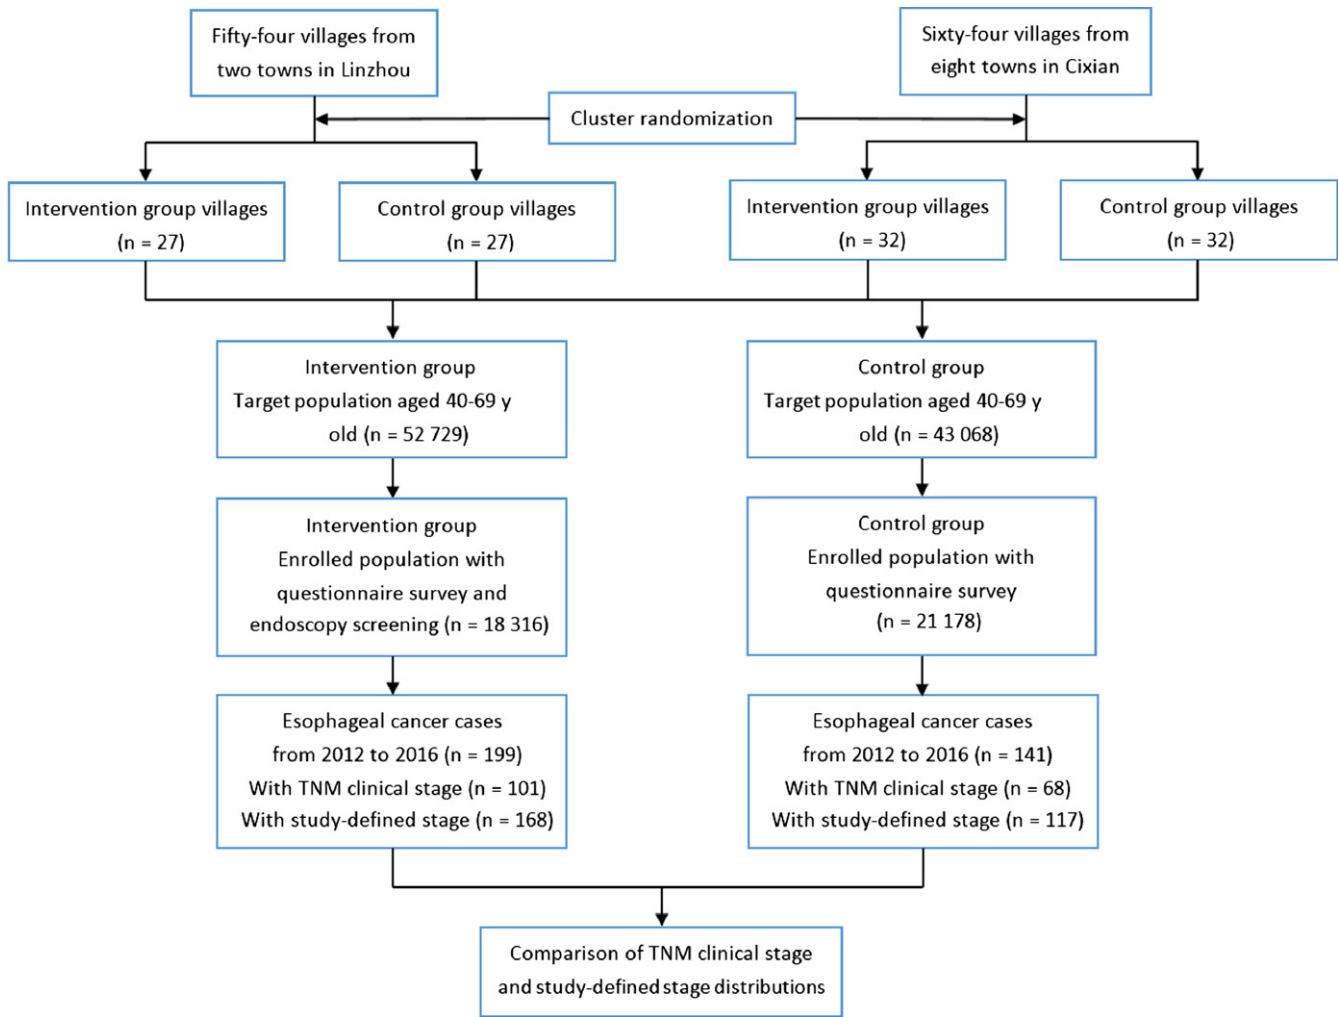 Fifty-four villages from
two towns in Linzhou
Sixty-four villages from
eight towns in Cixian
Cluster randomization
Intervention group villages
(n = 27)
Control group villages
(n = 27)
Intervention group villages
(n = 32)
Control group villages
(n = 32)
Intervention group
Target population aged 40-69 y
old (n = 52 729)
Control group
Target population aged 40-69 y
old (n = 43 068)
Intervention group
Enrolled population with
questionnaire survey and
endoscopy screening (n = 18 316)
Control group
Enrolled population with
questionnaire survey
(n = 21 178)
Esophageal cancer cases
from 2012 to 2016 (n = 199)
With TNM clinical stage (n = 101)
With study-defined stage (n = 168)
Esophageal cancer cases
from 2012 to 2016 (n = 141)
With TNM clinical stage (n = 68)
With study-defined stage (n = 117)
Comparison of TNM clinical stage
and study-defined stage distributions